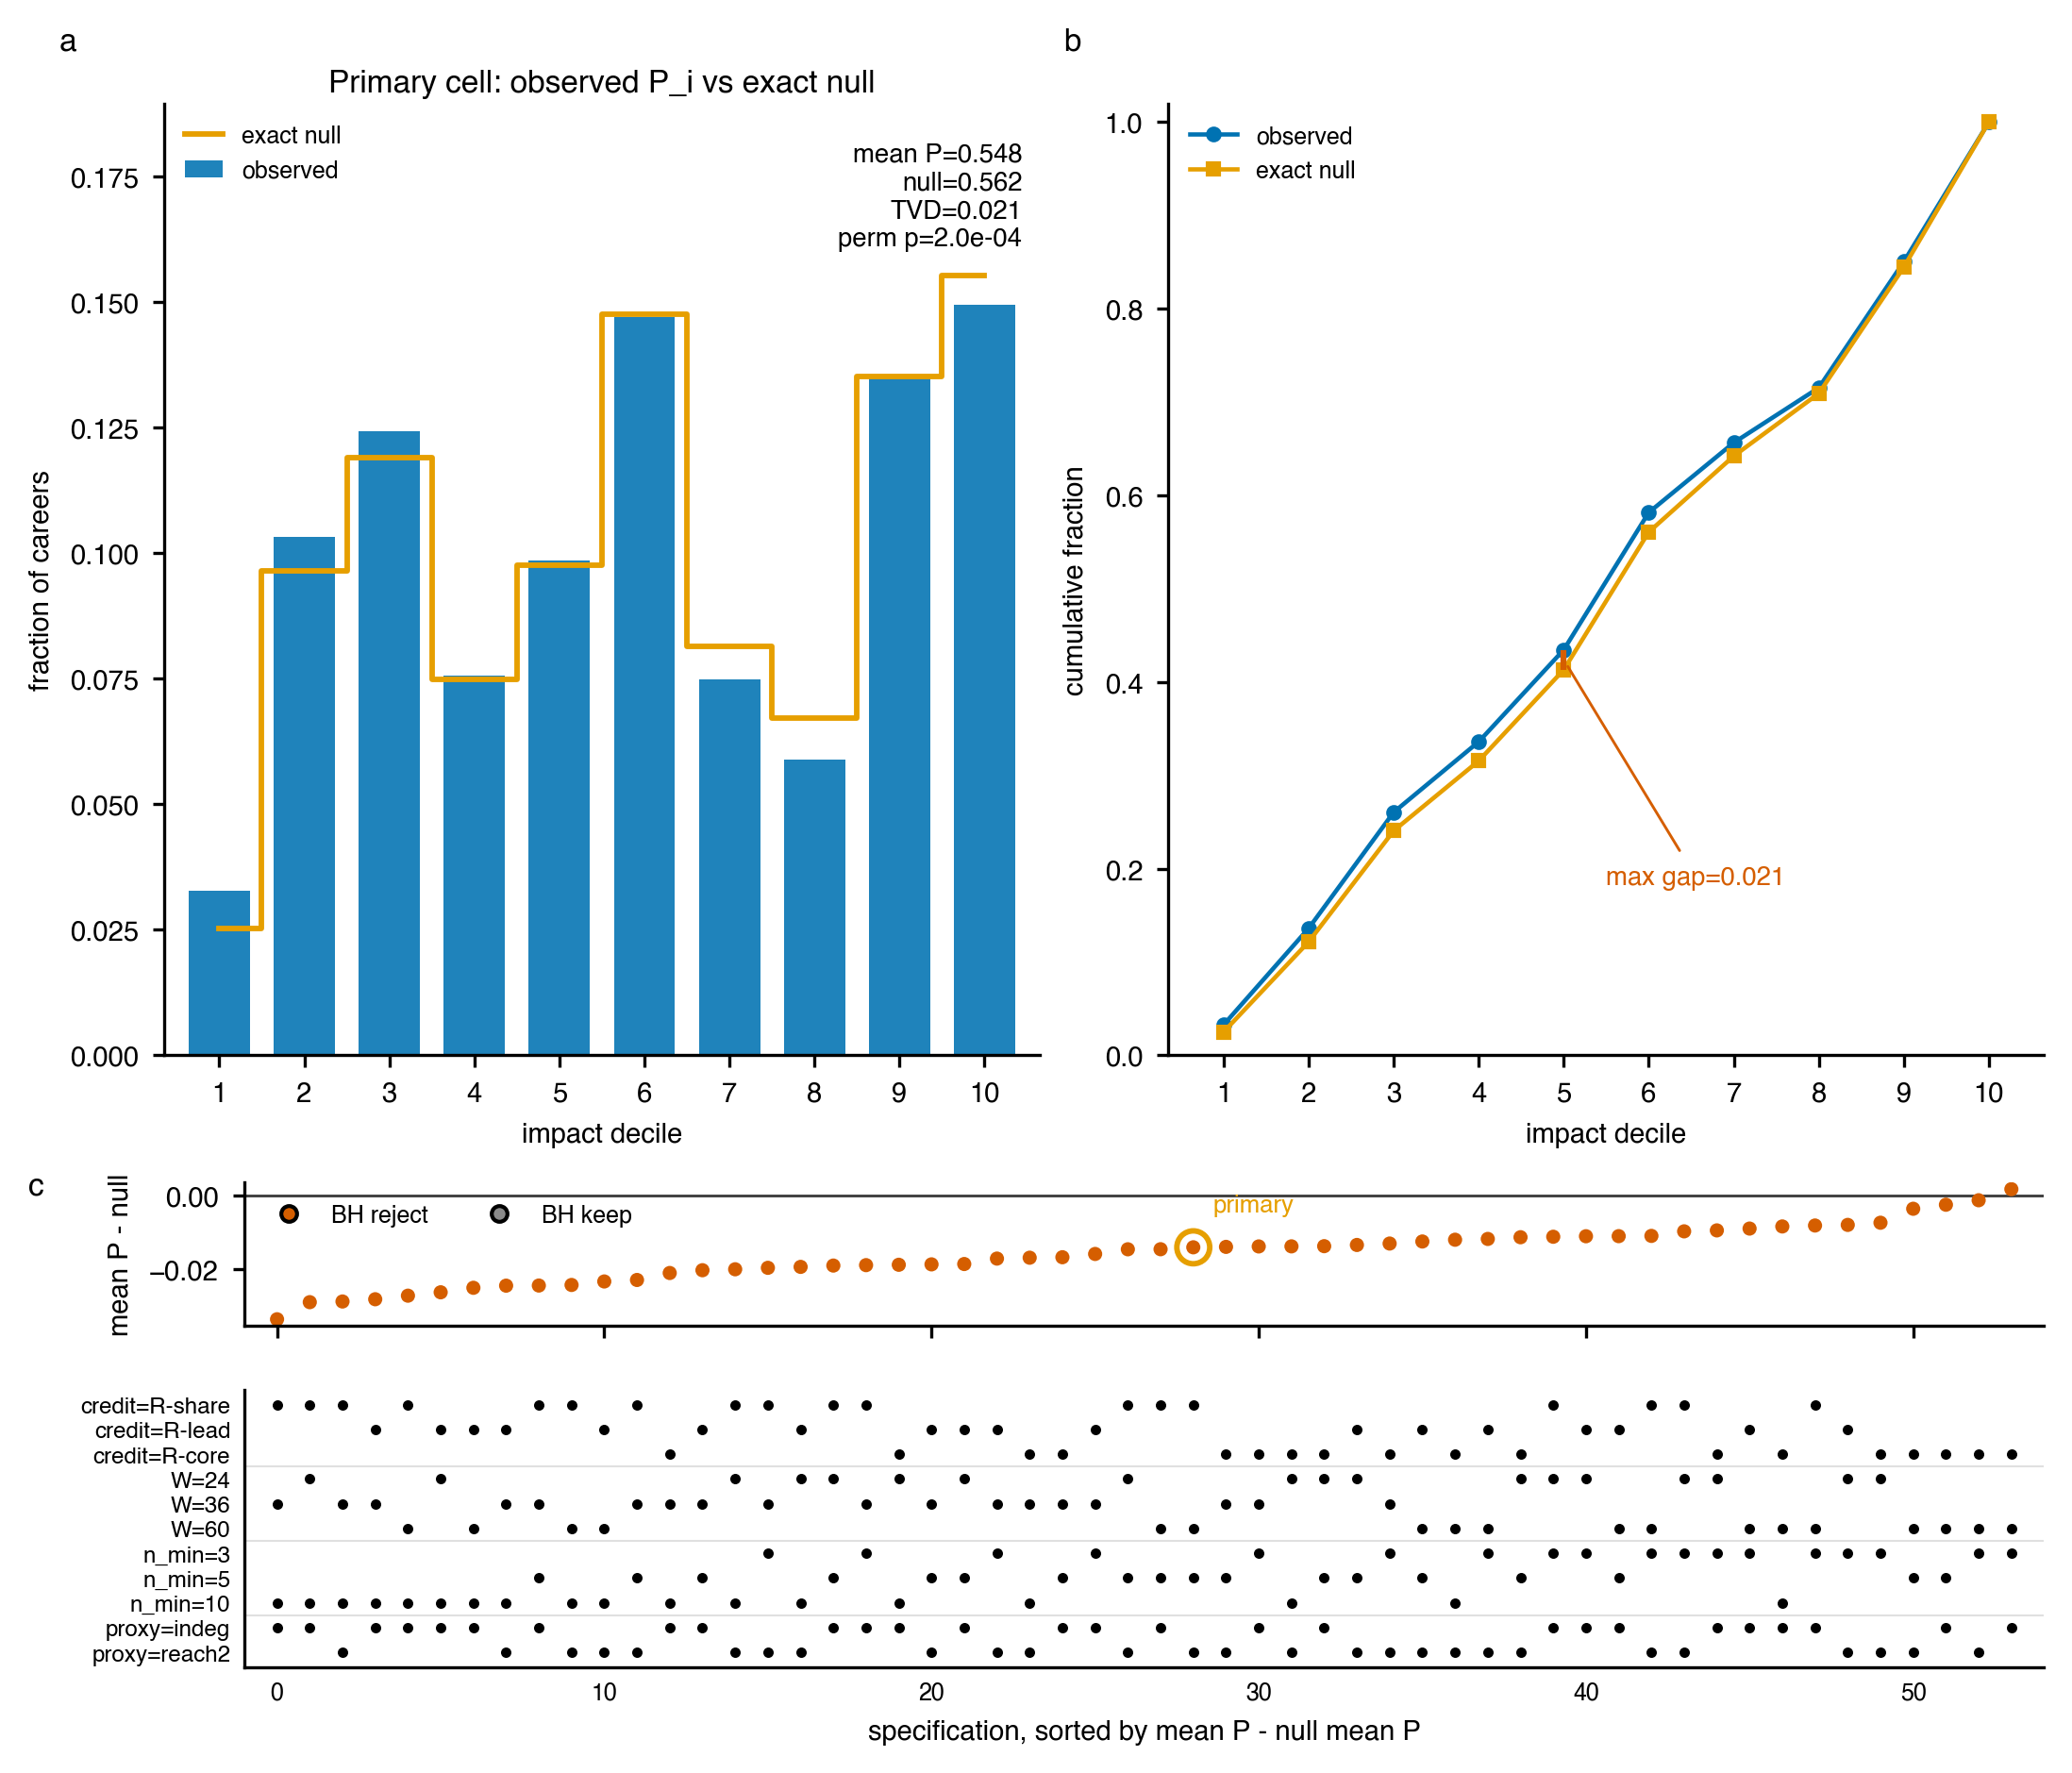 a
Primary cell: observed P_i vs exact null
exact null
observed
mean P=0.548
null=0.562
TVD=0.021
perm p=2.0e-04
fraction of careers
0.175
0.150
0.125
0.100
0.075
0.050
0.025
0.000
1 2 3 4 5 6 7 8 9 10
impact decile
b
observed
exact null
cumulative fraction
1.0
0.8
0.6
0.4
0.2
0.0
max gap=0.021
1 2 3 4 5 6 7 8 9 10
impact decile
c
mean P - null
0.00
−0.02
BH reject
BH keep
primary
credit=R-share
credit=R-lead
credit=R-core
W=24
W=36
W=60
n_min=3
n_min=5
n_min=10
proxy=indeg
proxy=reach2
0 10 20 30 40 50
specification, sorted by mean P - null mean P